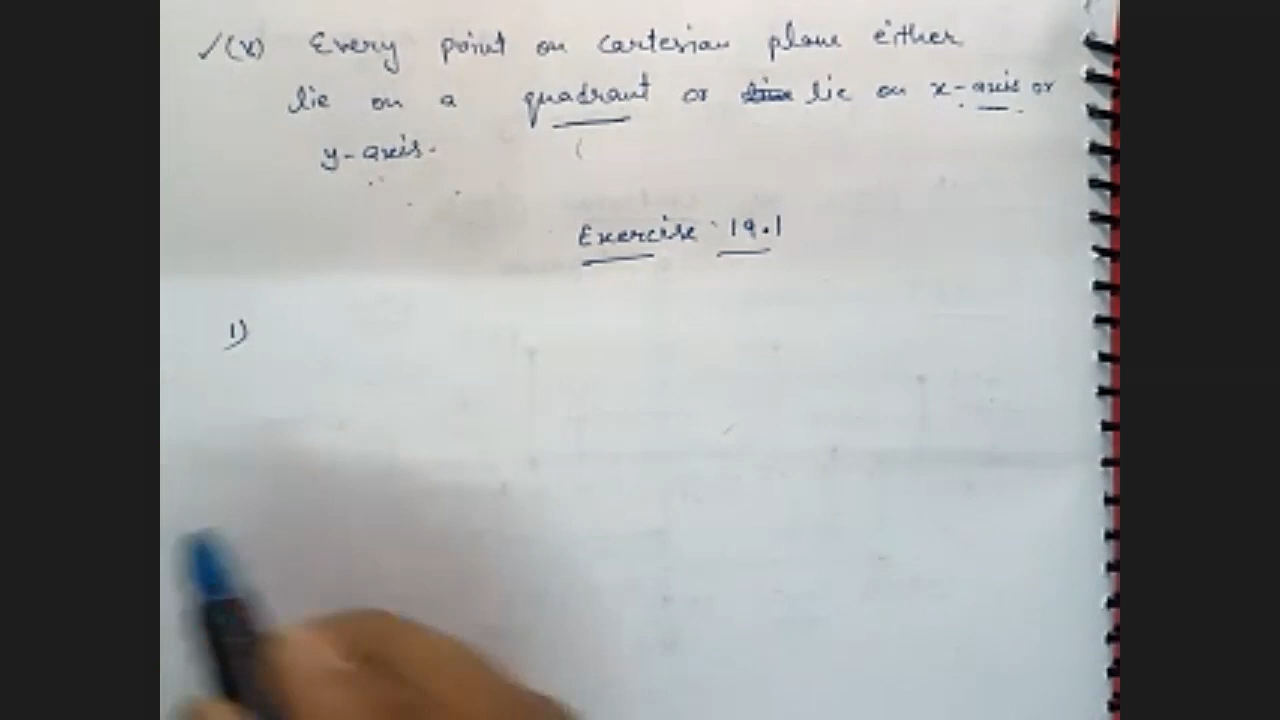 ✓(v) Every point on cartesian plane either
lie on a quadrant or lie on x-axis or
y-axis.
Exercise 19.1
1)